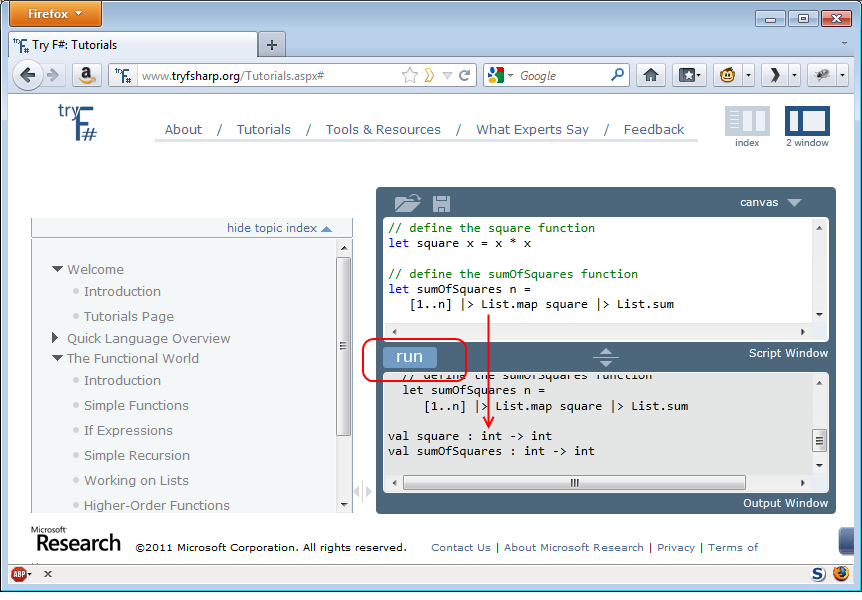 Firefox
try F# Try F#: Tutorials
try F# www.tryfsharp.org/Tutorials.aspx#
Google
try F#
About / Tutorials / Tools & Resources / What Experts Say / Feedback
index
2 window
hide topic index
Welcome
Introduction
Tutorials Page
Quick Language Overview
The Functional World
Introduction
Simple Functions
If Expressions
Simple Recursion
Working on Lists
Higher-Order Functions
canvas
// define the square function
let square x = x * x
// define the sumOfSquares function
let sumOfSquares n =
[1..n] |> List.map square |> List.sum
run
Script Window
// define the sumOfSquares function
let sumOfSquares n =
[1..n] |> List.map square |> List.sum
val square : int -> int
val sumOfSquares : int -> int
Output Window
Microsoft
Research
©2011 Microsoft Corporation. All rights reserved.
Contact Us | About Microsoft Research | Privacy | Terms of
ABP
S